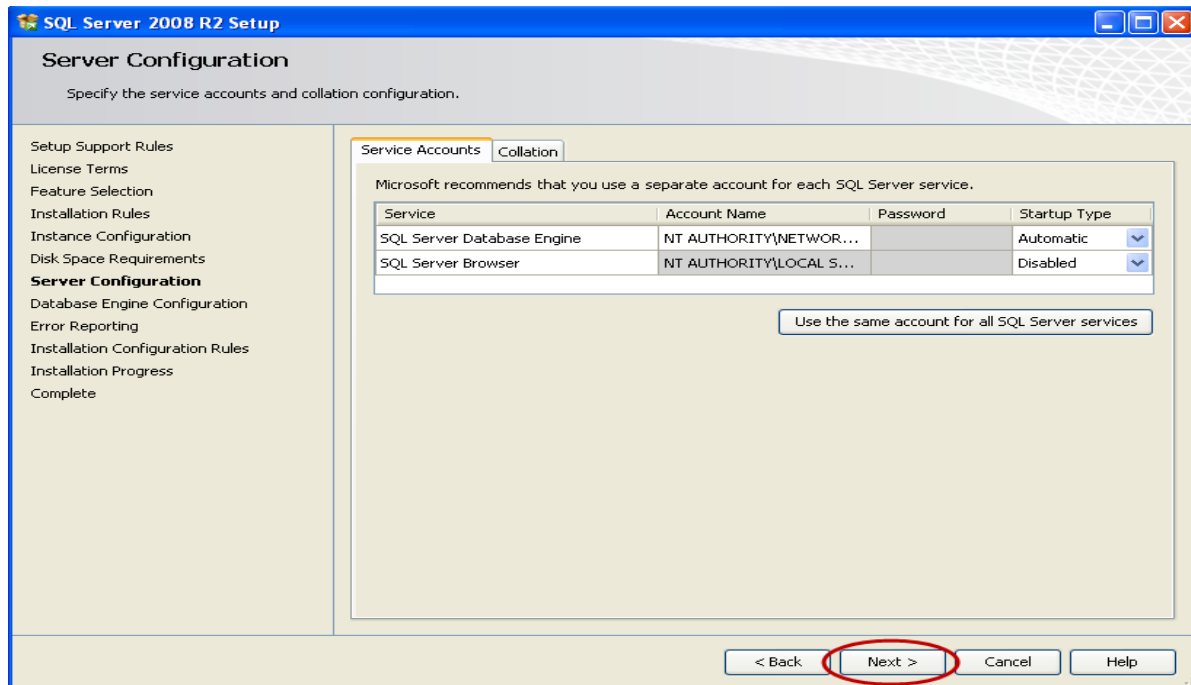 SQL Server 2008 R2 Setup
Server Configuration
Specify the service accounts and collation configuration.
Setup Support Rules
License Terms
Feature Selection
Installation Rules
Instance Configuration
Disk Space Requirements
Server Configuration
Database Engine Configuration
Error Reporting
Installation Configuration Rules
Installation Progress
Complete
Service Accounts Collation
Microsoft recommends that you use a separate account for each SQL Server service.
Service Account Name Password Startup Type
SQL Server Database Engine NT AUTHORITY\NETWOR... Automatic
SQL Server Browser NT AUTHORITY\LOCAL S... Disabled
Use the same account for all SQL Server services
< Back Next > Cancel Help